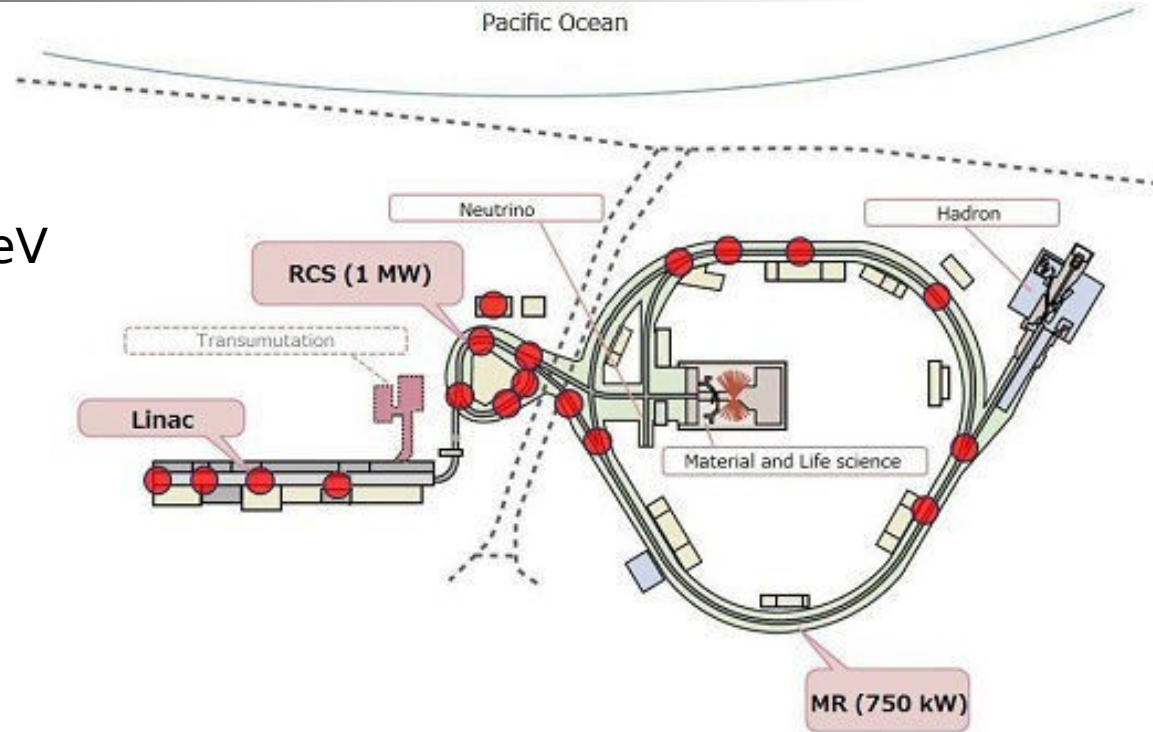 Pacific Ocean
Neutrino
Hadron
eV
RCS (1 MW)
Transumutation
Linac
Material and Life science
MR (750 kW)